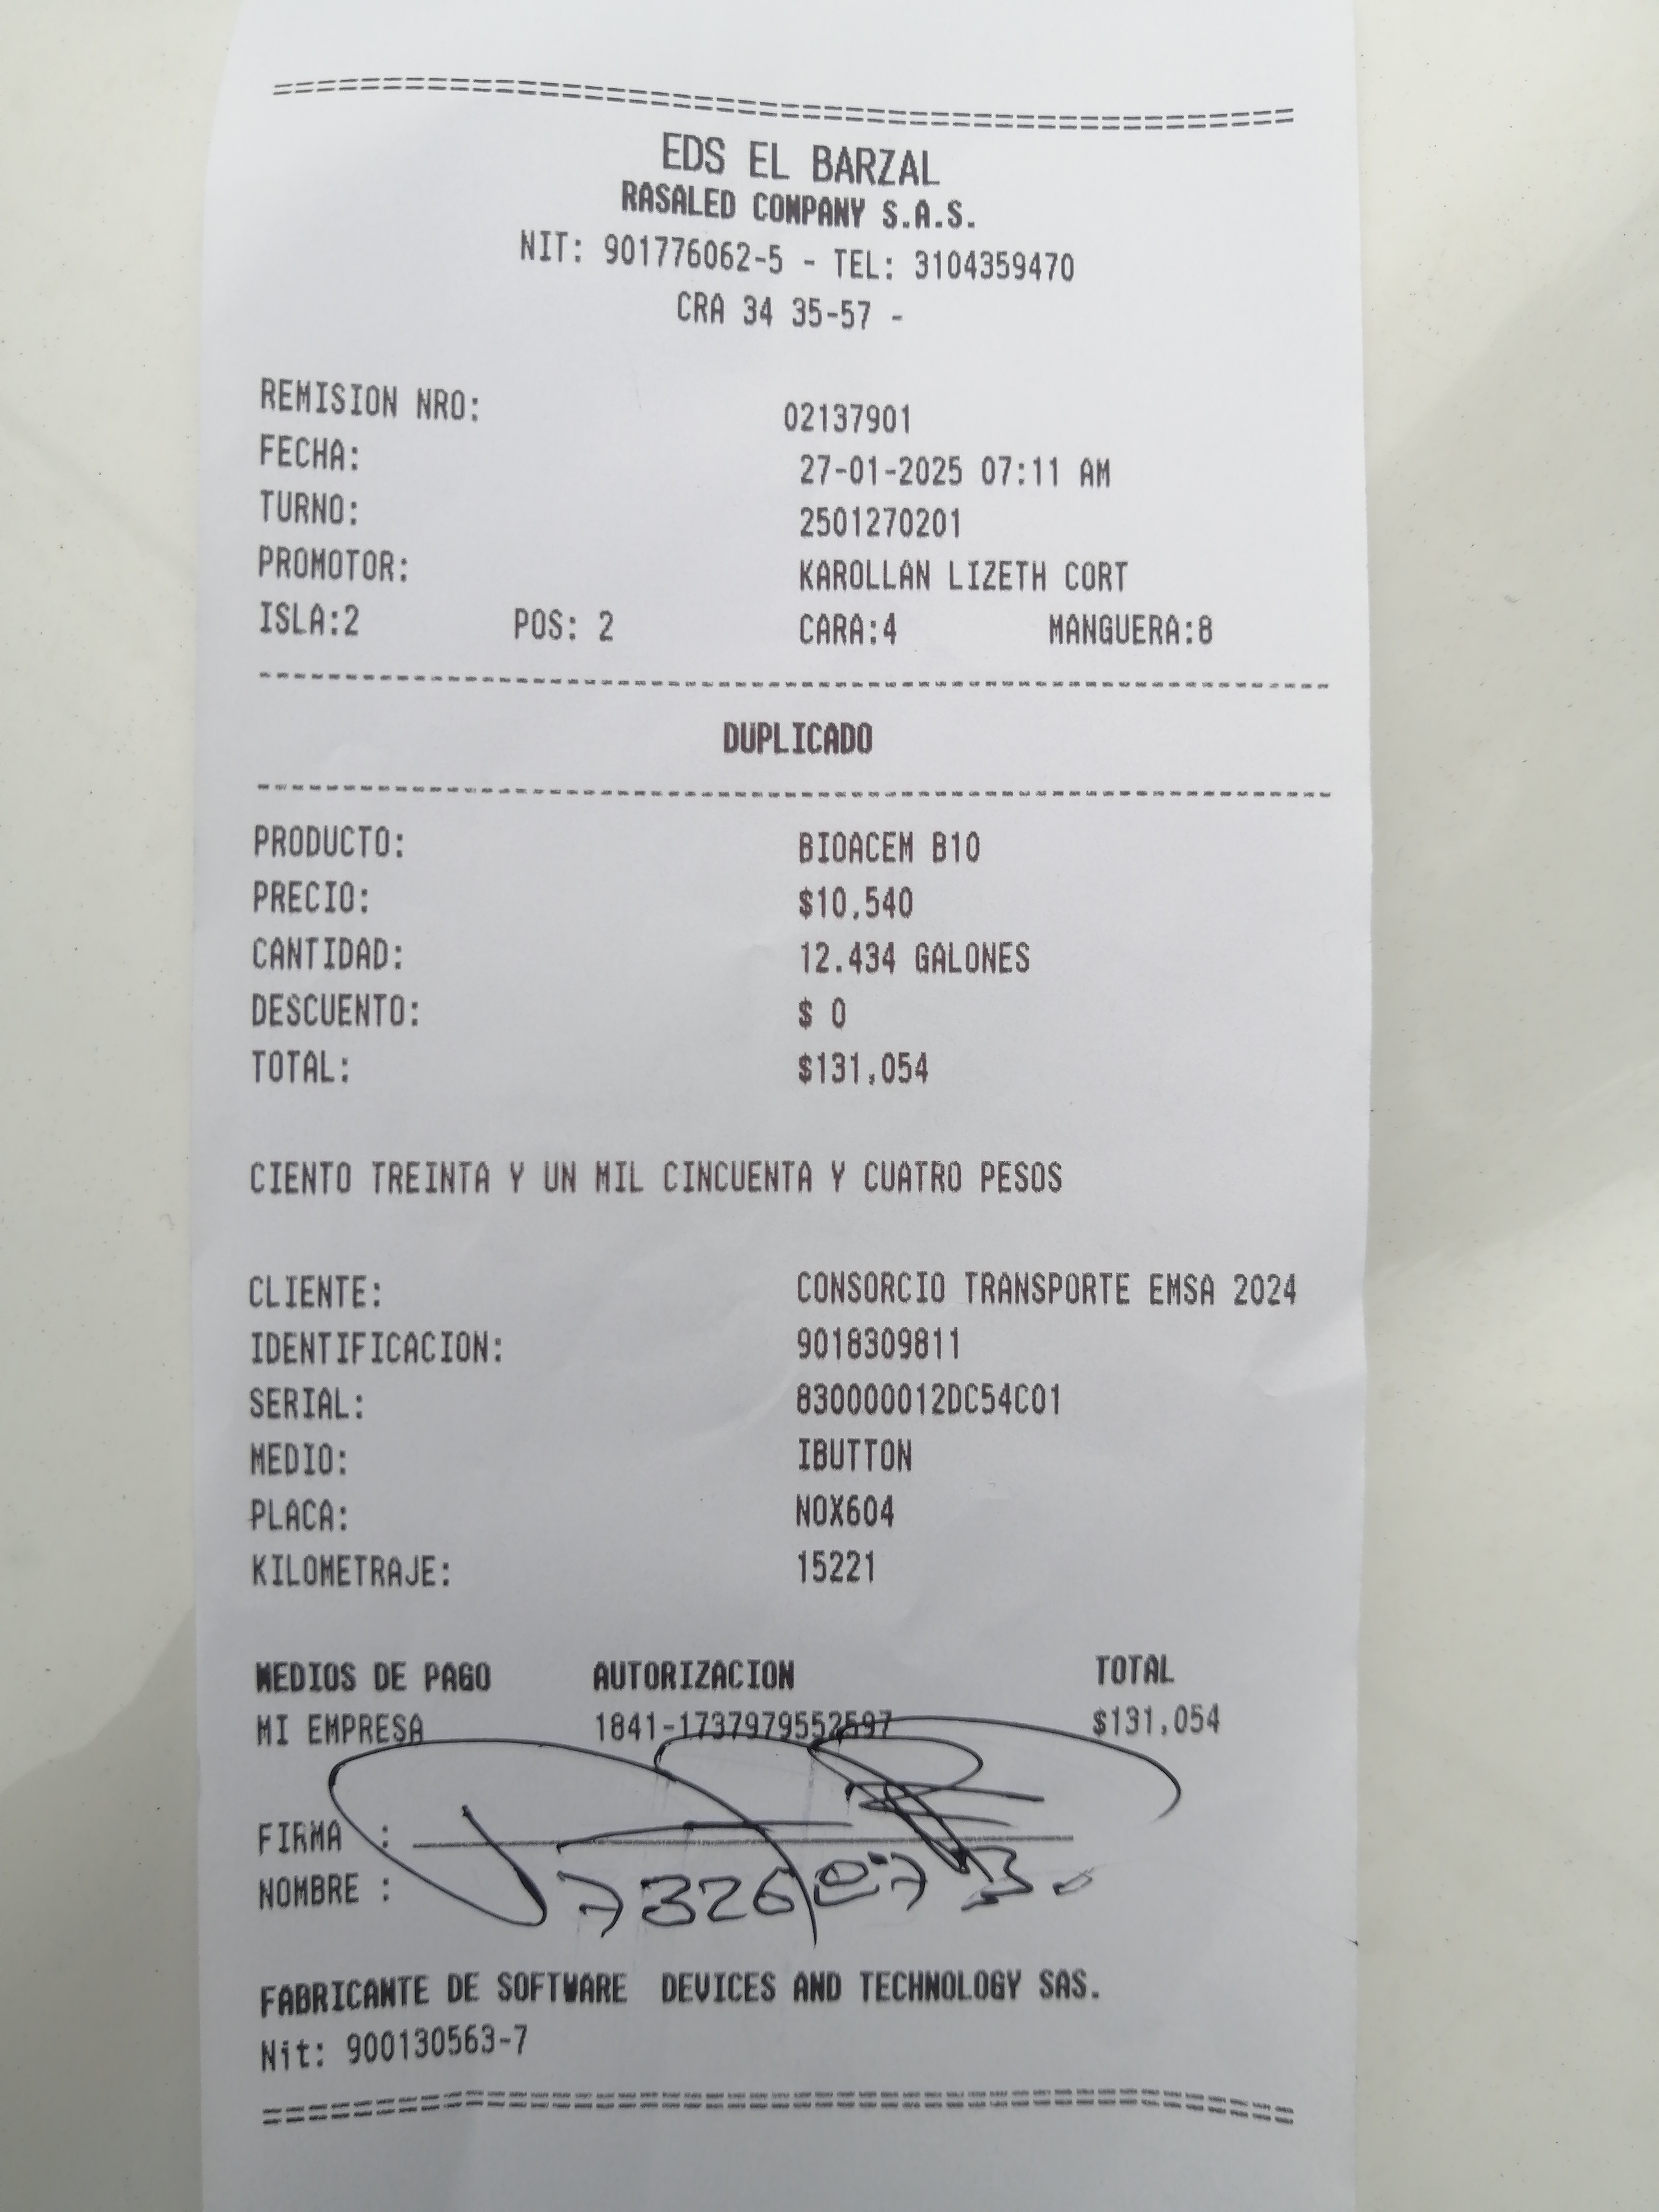 EDS EL BARZAL
RASALED COMPANY S.A.S.
NIT: 901776062-5 - TEL: 3104359470
CRA 34 35-57 -
REMISION NRO: 02137901
FECHA: 27-01-2025 07:11 AM
TURNO: 2501270201
PROMOTOR: KAROLLAN LIZETH CORT
ISLA:2 POS: 2 CARA:4 MANGUERA:8
DUPLICADO
PRODUCTO: BIOACEM B10
PRECIO: $10,540
CANTIDAD: 12.434 GALONES
DESCUENTO: $ 0
TOTAL: $131,054
CIENTO TREINTA Y UN MIL CINCUENTA Y CUATRO PESOS
CLIENTE: CONSORCIO TRANSPORTE EMSA 2024
IDENTIFICACION: 9018309811
SERIAL: 830000012DC54C01
MEDIO: IBUTTON
PLACA: NOX604
KILOMETRAJE: 15221
MEDIOS DE PAGO AUTORIZACION TOTAL
MI EMPRESA 1841-1737979552597 $131,054
FIRMA :
NOMBRE :
FABRICANTE DE SOFTWARE DEVICES AND TECHNOLOGY SAS.
Nit: 900130563-7